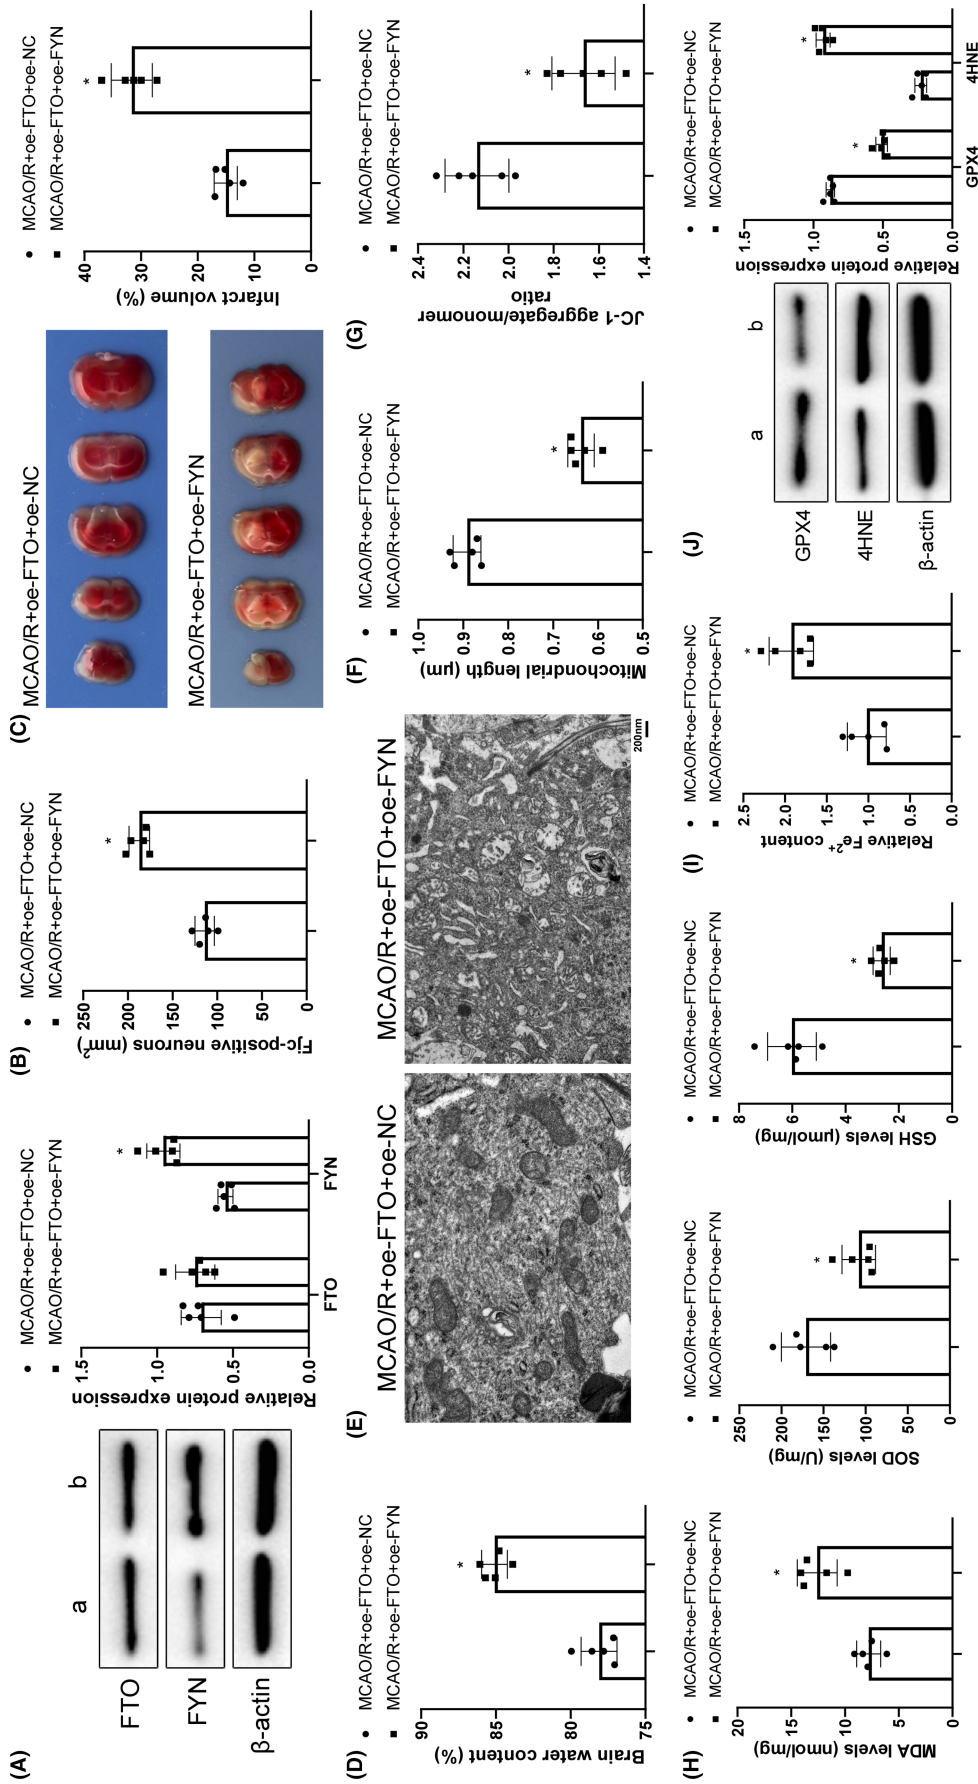 (A)
a
b
FTO
FYN
β-actin
● MCAO/R+oe-FTO+oe-NC
■ MCAO/R+oe-FTO+oe-FYN
Relative protein expression
1.5
1.0
0.5
0.0
FTO
FYN
*
(B)
● MCAO/R+oe-FTO+oe-NC
■ MCAO/R+oe-FTO+oe-FYN
Fjc-positive neurons (mm²)
250
200
150
100
50
0
*
(C)
MCAO/R+oe-FTO+oe-NC
MCAO/R+oe-FTO+oe-FYN
● MCAO/R+oe-FTO+oe-NC
■ MCAO/R+oe-FTO+oe-FYN
Infarct volume (%)
40
30
20
10
0
*
(D)
● MCAO/R+oe-FTO+oe-NC
■ MCAO/R+oe-FTO+oe-FYN
Brain water content (%)
90
85
80
75
*
(E)
MCAO/R+oe-FTO+oe-NC
MCAO/R+oe-FTO+oe-FYN
200nm
(F)
● MCAO/R+oe-FTO+oe-NC
■ MCAO/R+oe-FTO+oe-FYN
Mitochondrial length (μm)
1.0
0.9
0.8
0.7
0.6
0.5
*
(G)
● MCAO/R+oe-FTO+oe-NC
■ MCAO/R+oe-FTO+oe-FYN
JC-1 aggregate/monomer
ratio
2.4
2.2
2.0
1.8
1.6
1.4
*
(H)
● MCAO/R+oe-FTO+oe-NC
■ MCAO/R+oe-FTO+oe-FYN
MDA levels (nmol/mg)
20
15
10
5
0
*
● MCAO/R+oe-FTO+oe-NC
■ MCAO/R+oe-FTO+oe-FYN
SOD levels (U/mg)
250
200
150
100
50
0
*
● MCAO/R+oe-FTO+oe-NC
■ MCAO/R+oe-FTO+oe-FYN
GSH levels (μmol/mg)
8
6
4
2
0
*
(I)
● MCAO/R+oe-FTO+oe-NC
■ MCAO/R+oe-FTO+oe-FYN
Relative Fe²⁺ content
2.5
2.0
1.5
1.0
0.5
0.0
*
(J)
a
b
GPX4
4HNE
β-actin
● MCAO/R+oe-FTO+oe-NC
■ MCAO/R+oe-FTO+oe-FYN
Relative protein expression
1.5
1.0
0.5
0.0
*
*
GPX4
4HNE